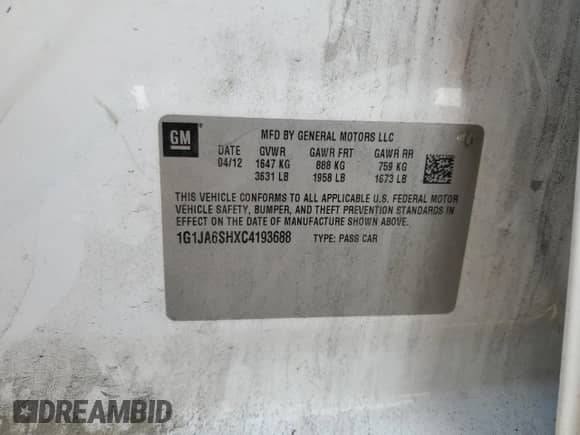 GM
MFD BY GENERAL MOTORS LLC
DATE GVWR GAWR FRT GAWR RR
04/12 1647 KG 888 KG 759 KG
3631 LB 1958 LB 1673 LB
THIS VEHICLE CONFORMS TO ALL APPLICABLE U.S. FEDERAL MOTOR
VEHICLE SAFETY, BUMPER, AND THEFT PREVENTION STANDARDS IN
EFFECT ON THE DATE OF MANUFACTURE SHOWN ABOVE.
1G1JA6SHXC4193688 TYPE: PASS CAR
DREAMBID